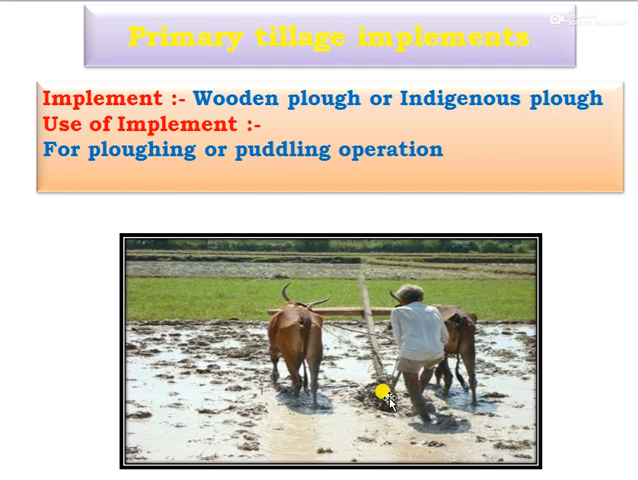 Primary tillage implements
Implement :- Wooden plough or Indigenous plough
Use of Implement :-
For ploughing or puddling operation